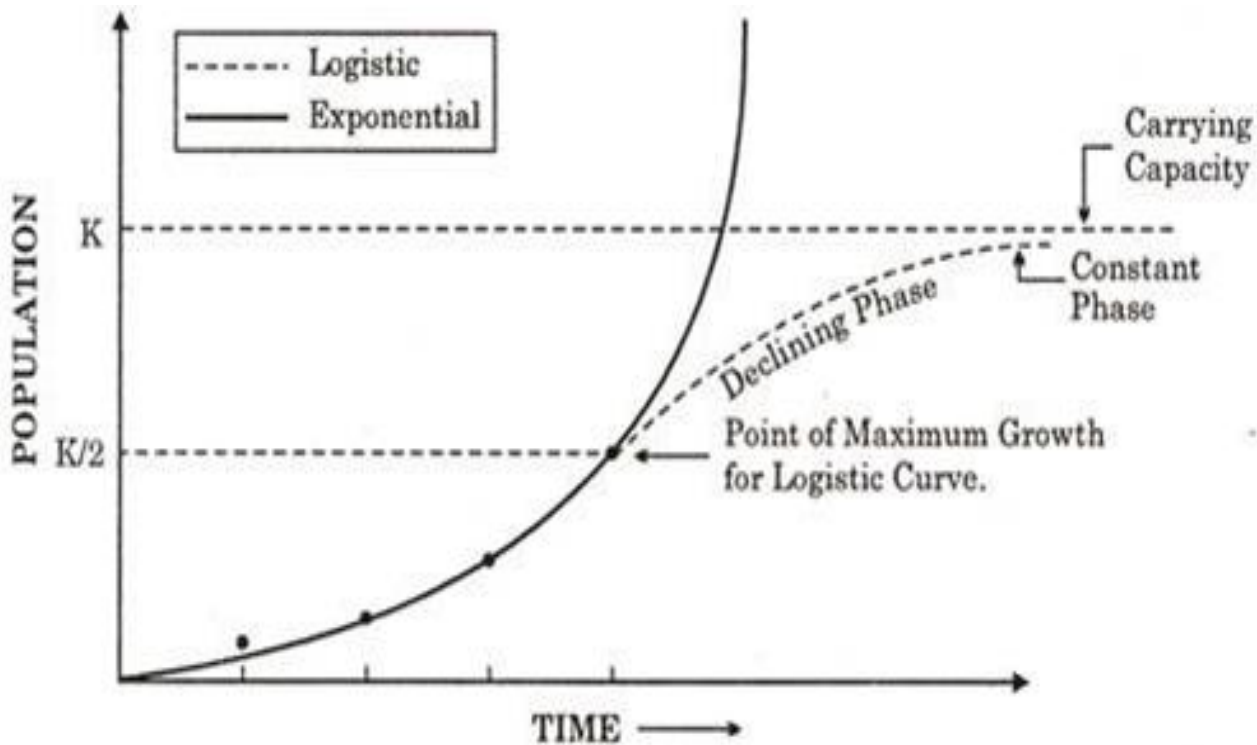 Logistic
Exponential
Carrying
Capacity
K
Constant
Phase
Declining Phase
POPULATION
K/2
Point of Maximum Growth
for Logistic Curve.
TIME